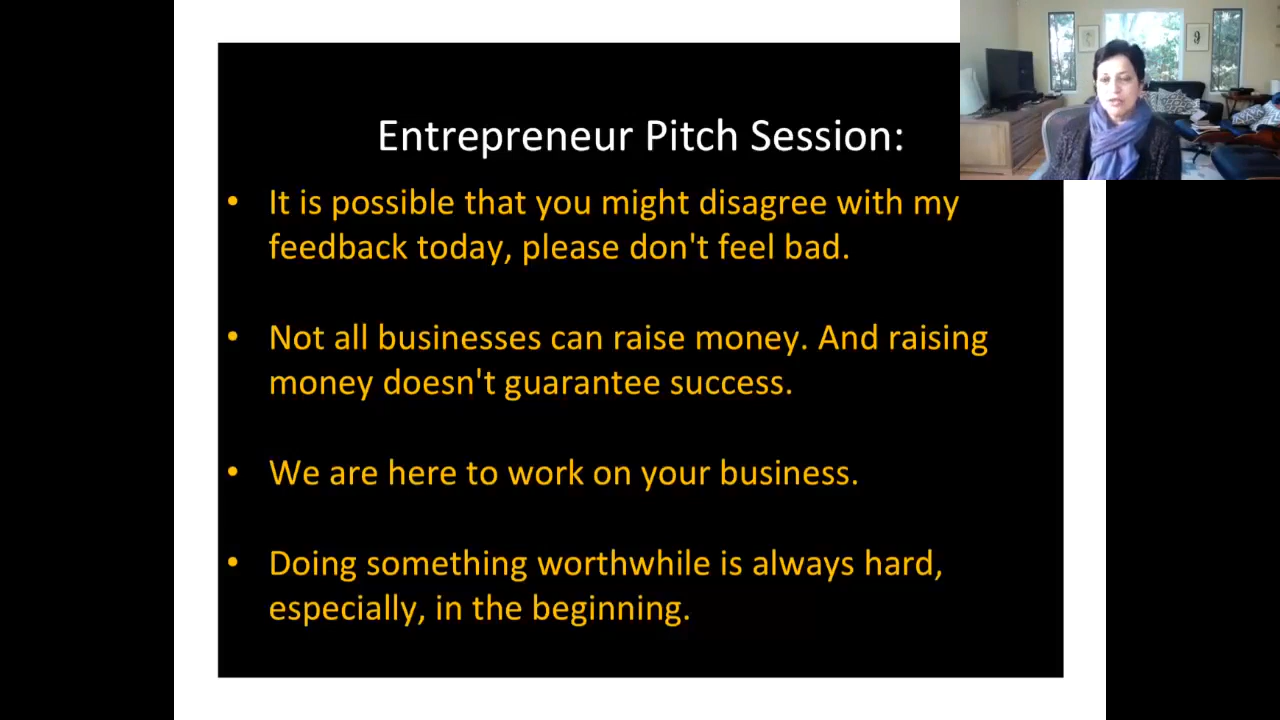 Entrepreneur Pitch Session:
• It is possible that you might disagree with my
feedback today, please don't feel bad.
• Not all businesses can raise money. And raising
money doesn't guarantee success.
• We are here to work on your business.
• Doing something worthwhile is always hard,
especially, in the beginning.